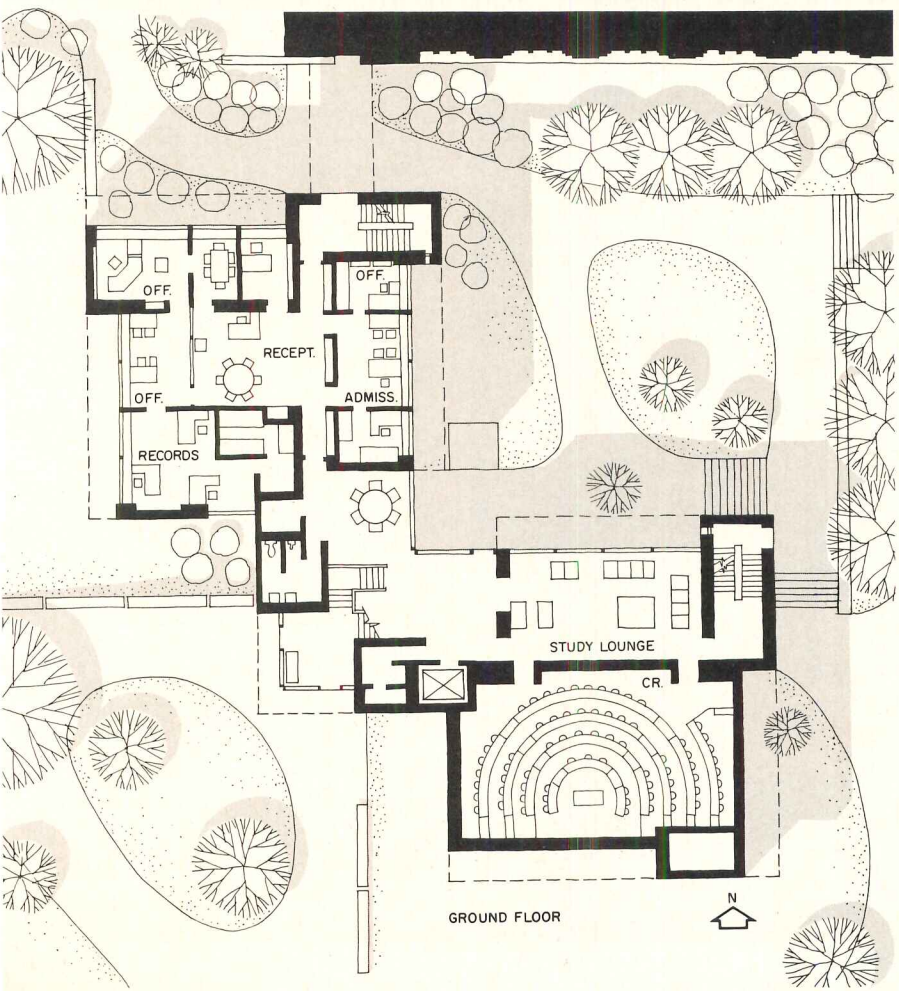 OFF.
OFF.
RECEPT.
OFF.
ADMISS.
RECORDS
STUDY LOUNGE
CR.
GROUND FLOOR
N